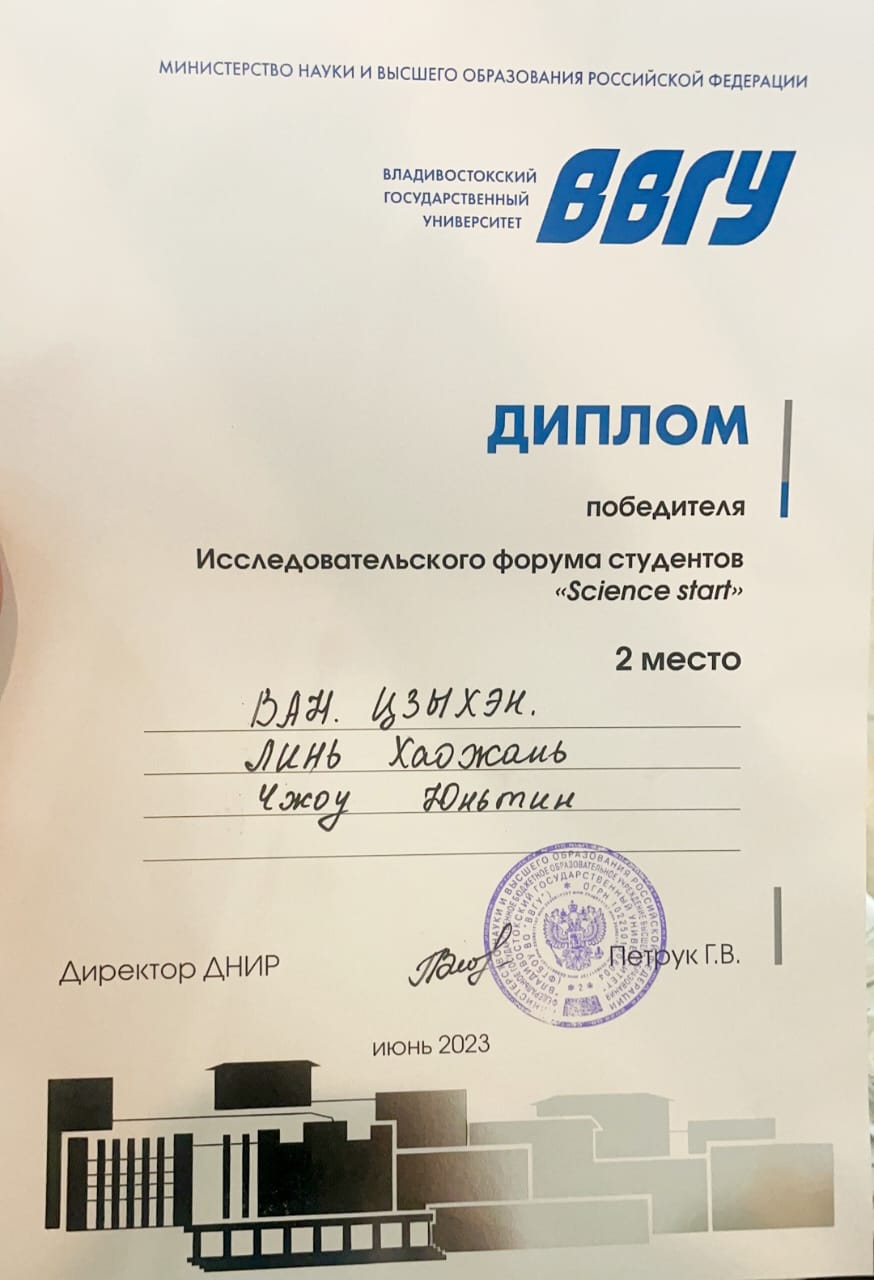 МИНИСТЕРСТВО НАУКИ И ВЫСШЕГО ОБРАЗОВАНИЯ РОССИЙСКОЙ ФЕДЕРАЦИИ
ВЛАДИВОСТОКСКИЙ
ГОСУДАРСТВЕННЫЙ
УНИВЕРСИТЕТ
ВВГУ
ДИПЛОМ
победителя
Исследовательского форума студентов
«Science start»
2 место
ВАН. ЦЗЫХЭН.
ЛИНЬ Хаожань
Чжоу Юньтин
Директор ДНИР
Петрук Г.В.
июнь 2023